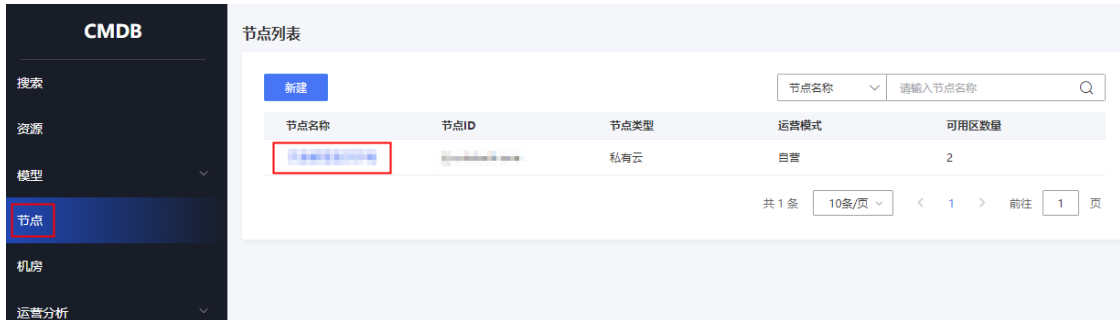 CMDB
搜索
资源
模型
节点
机房
运营分析
节点列表
新建
节点名称 请输入节点名称
节点名称 节点ID 节点类型 运营模式 可用区数量
私有云 自营 2
共 1 条 10条/页 1 前往 1 页